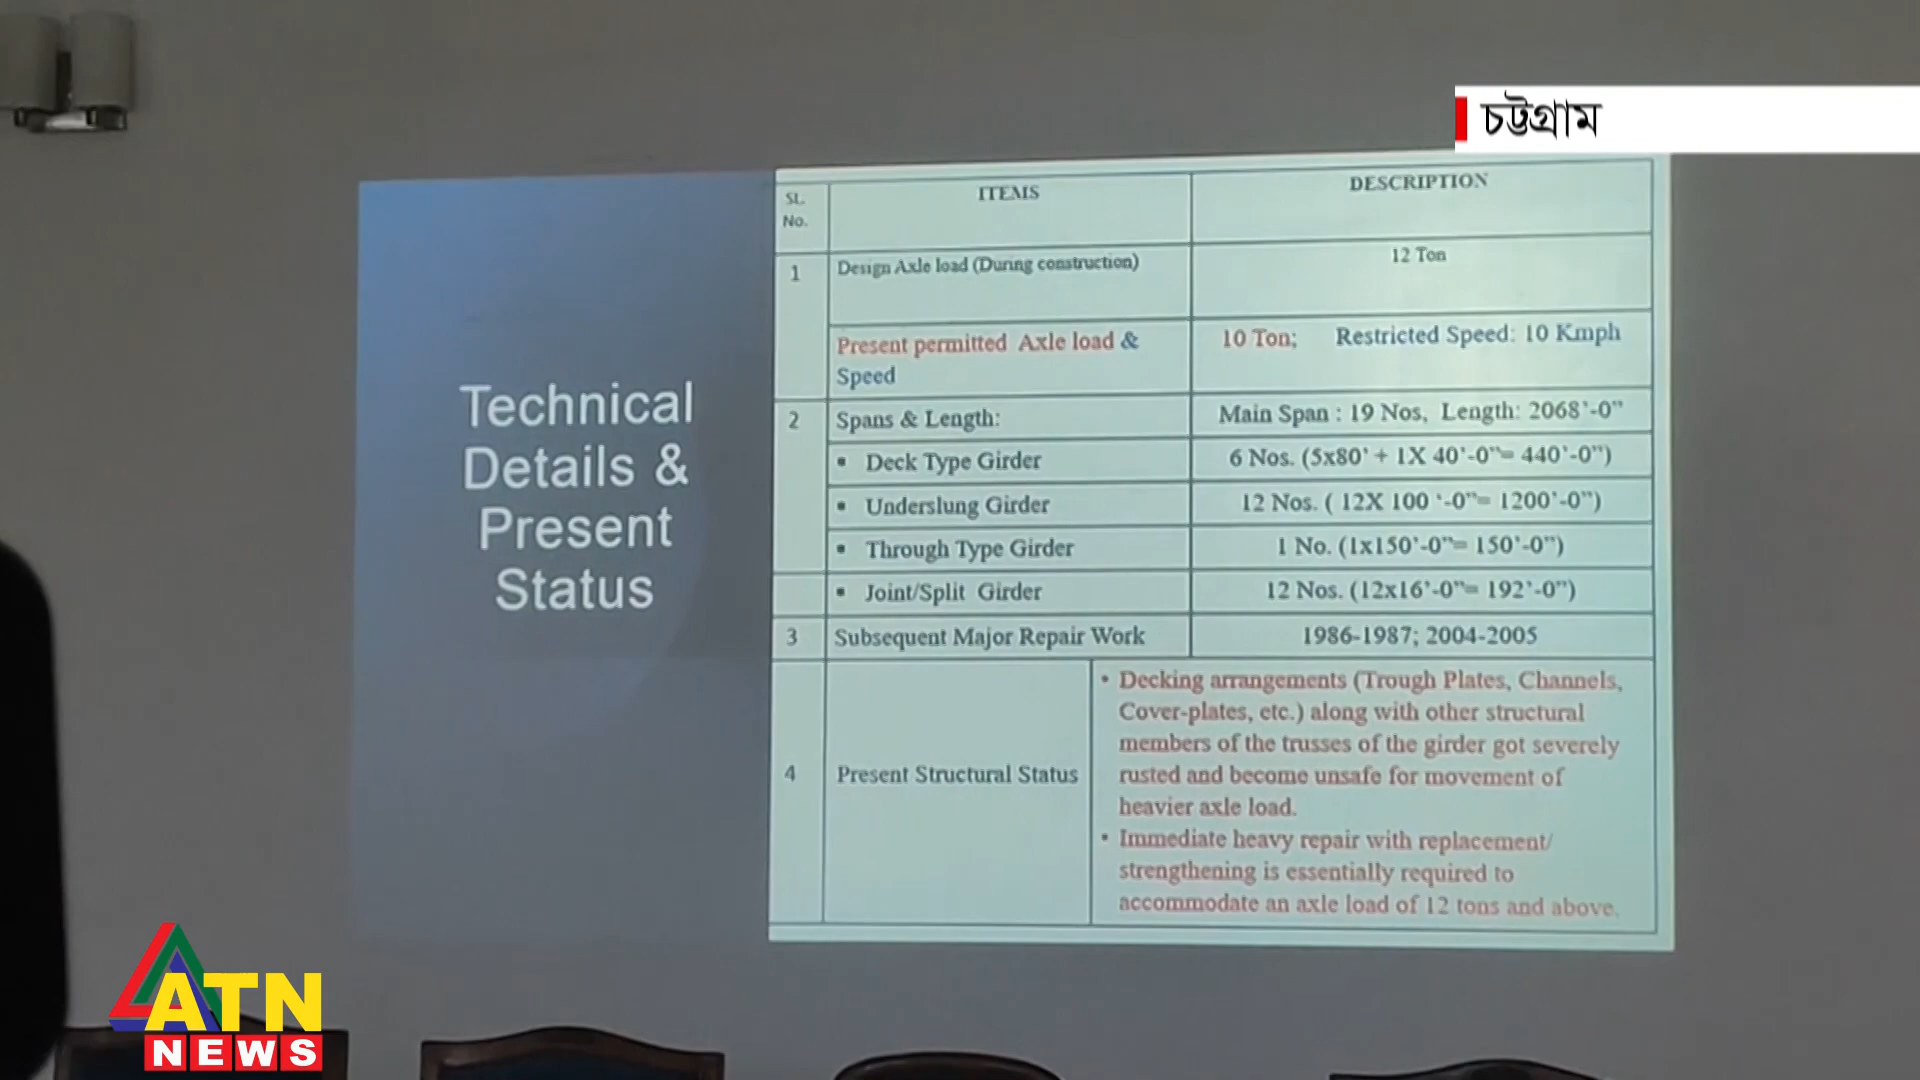 চট্টগ্রাম
Technical
Details &
Present
Status
SL. No. ITEMS DESCRIPTION
1 Design Axle load (During construction) 12 Ton
Present permitted Axle load & Speed 10 Ton; Restricted Speed: 10 Kmph
2 Spans & Length: Main Span : 19 Nos, Length: 2068'-0"
▪ Deck Type Girder 6 Nos. (5x80' + 1X 40'-0"= 440'-0")
▪ Underslung Girder 12 Nos. ( 12X 100 '-0"= 1200'-0")
▪ Through Type Girder 1 No. (1x150'-0"= 150'-0")
▪ Joint/Split Girder 12 Nos. (12x16'-0"= 192'-0")
3 Subsequent Major Repair Work 1986-1987; 2004-2005
4 Present Structural Status
• Decking arrangements (Trough Plates, Channels,
Cover-plates, etc.) along with other structural
members of the trusses of the girder got severely
rusted and become unsafe for movement of
heavier axle load.
• Immediate heavy repair with replacement/
strengthening is essentially required to
accommodate an axle load of 12 tons and above.
ATN
NEWS